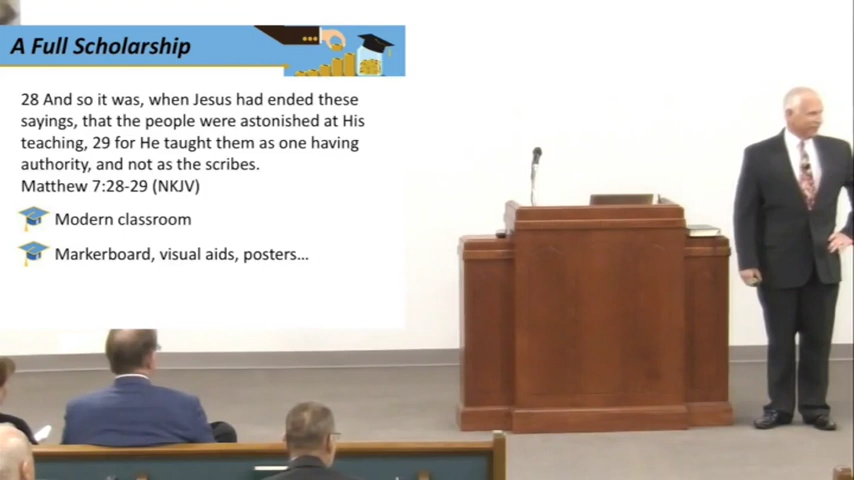 A Full Scholarship
28 And so it was, when Jesus had ended these
sayings, that the people were astonished at His
teaching, 29 for He taught them as one having
authority, and not as the scribes.
Matthew 7:28-29 (NKJV)
Modern classroom
Markerboard, visual aids, posters...